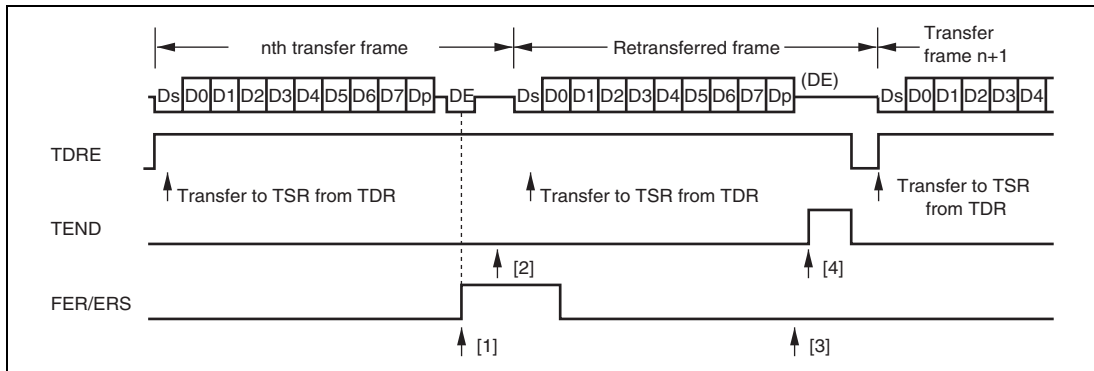 nth transfer frame
Retransferred frame
Transfer
frame n+1
Ds D0 D1 D2 D3 D4 D5 D6 D7 Dp DE
Ds D0 D1 D2 D3 D4 D5 D6 D7 Dp (DE)
Ds D0 D1 D2 D3 D4
TDRE
Transfer to TSR from TDR
Transfer to TSR from TDR
Transfer to TSR
from TDR
TEND
[2]
[4]
FER/ERS
[1]
[3]